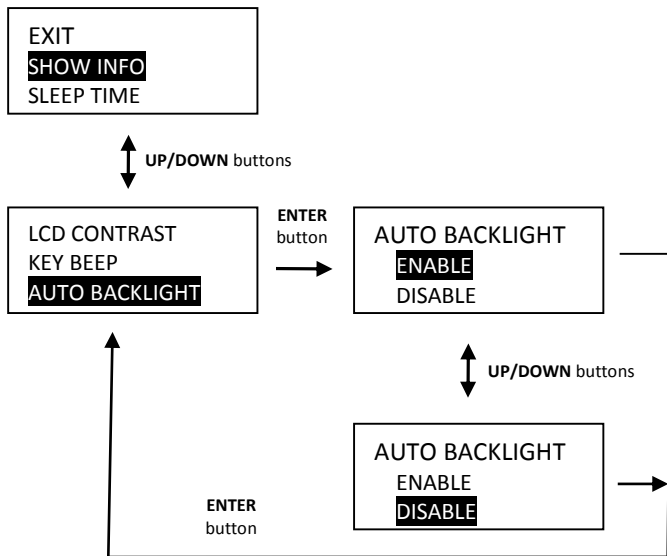 EXIT
SHOW INFO
SLEEP TIME
UP/DOWN buttons
LCD CONTRAST
KEY BEEP
AUTO BACKLIGHT
ENTER
button
AUTO BACKLIGHT
ENABLE
DISABLE
UP/DOWN buttons
AUTO BACKLIGHT
ENABLE
DISABLE
ENTER
button